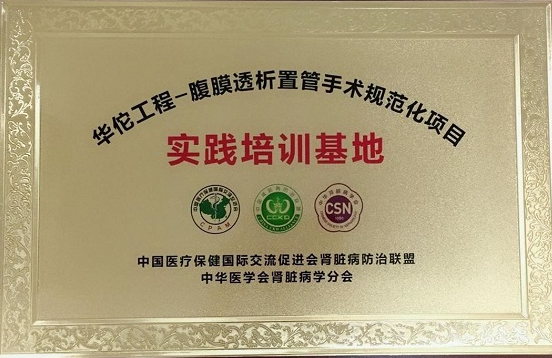 华佗工程-腹膜透析置管手术规范化项目
实践培训基地
CPAM
CCKD
CSN
中国医疗保健国际交流促进会肾脏病防治联盟
中华医学会肾脏病学分会